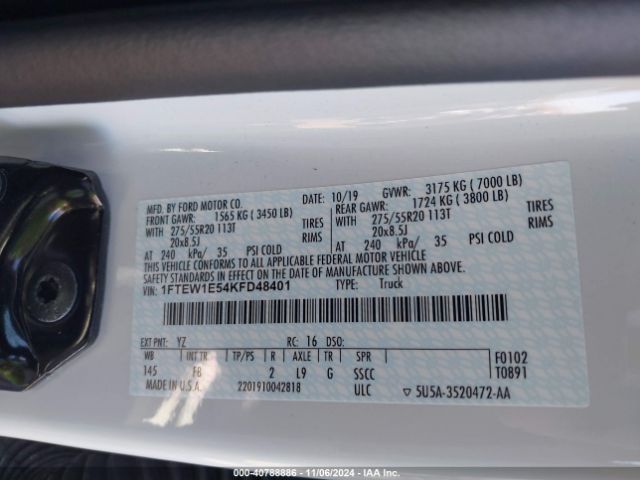 MFD. BY FORD MOTOR CO.
DATE: 10/19 GVWR: 3175 KG ( 7000 LB)
FRONT GAWR: 1565 KG ( 3450 LB) REAR GAWR: 1724 KG ( 3800 LB)
WITH 275/55R20 113T TIRES WITH 275/55R20 113T TIRES
20x8.5J RIMS 20x8.5J RIMS
AT 240 kPa/ 35 PSI COLD AT 240 kPa/ 35 PSI COLD
THIS VEHICLE CONFORMS TO ALL APPLICABLE FEDERAL MOTOR VEHICLE
SAFETY STANDARDS IN EFFECT ON THE DATE OF MANUFACTURE SHOWN ABOVE.
VIN: 1FTEW1E54KFD48401 TYPE: Truck
EXT PNT: YZ RC: 16 DSO:
WB INT TR TP/PS R AXLE TR SPR F0102
145 FB 2 L9 G SSCC T0891
MADE IN U.S.A. 2201910042818 ULC ▽ 5U5A-3520472-AA
000-40788886 - 11/06/2024 - IAA Inc.